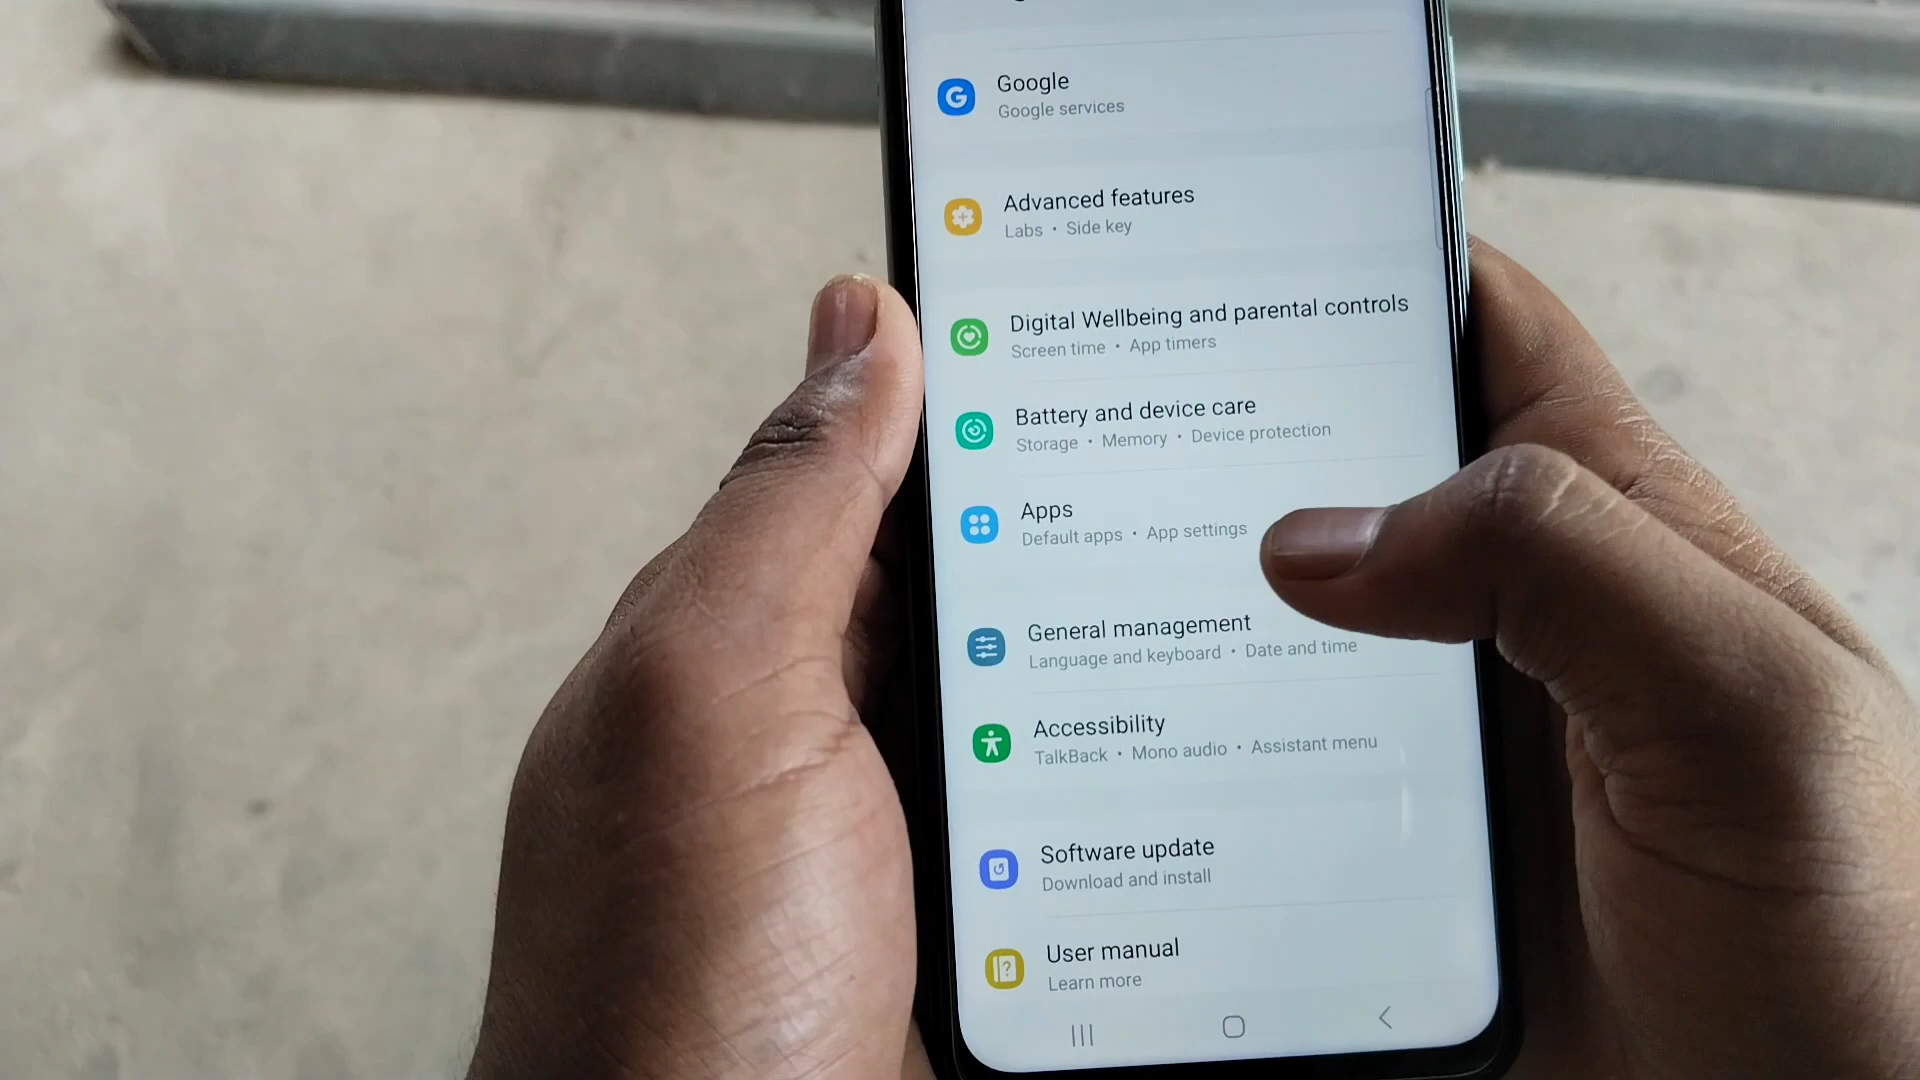 Google
Google services
Advanced features
Labs • Side key
Digital Wellbeing and parental controls
Screen time • App timers
Battery and device care
Storage • Memory • Device protection
Apps
Default apps • App settings
General management
Language and keyboard • Date and time
Accessibility
TalkBack • Mono audio • Assistant menu
Software update
Download and install
User manual
Learn more